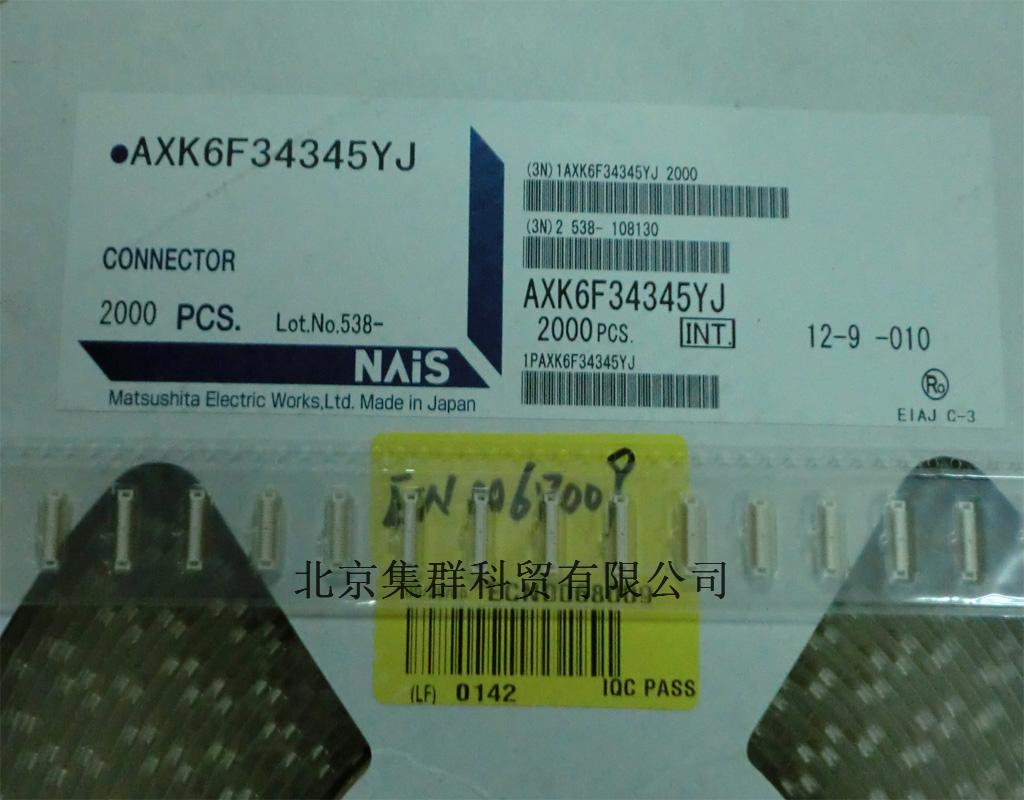 ●AXK6F34345YJ
CONNECTOR
2000 PCS. Lot.No.538-
NAiS
Matsushita Electric Works,Ltd. Made in Japan
(3N)1AXK6F34345YJ 2000
(3N)2 538- 108130
AXK6F34345YJ
2000PCS. INT.
1PAXK6F34345YJ
12-9 -010
Ro
EIAJ C-3
北京集群科贸有限公司
(LF) 0142 IQC PASS